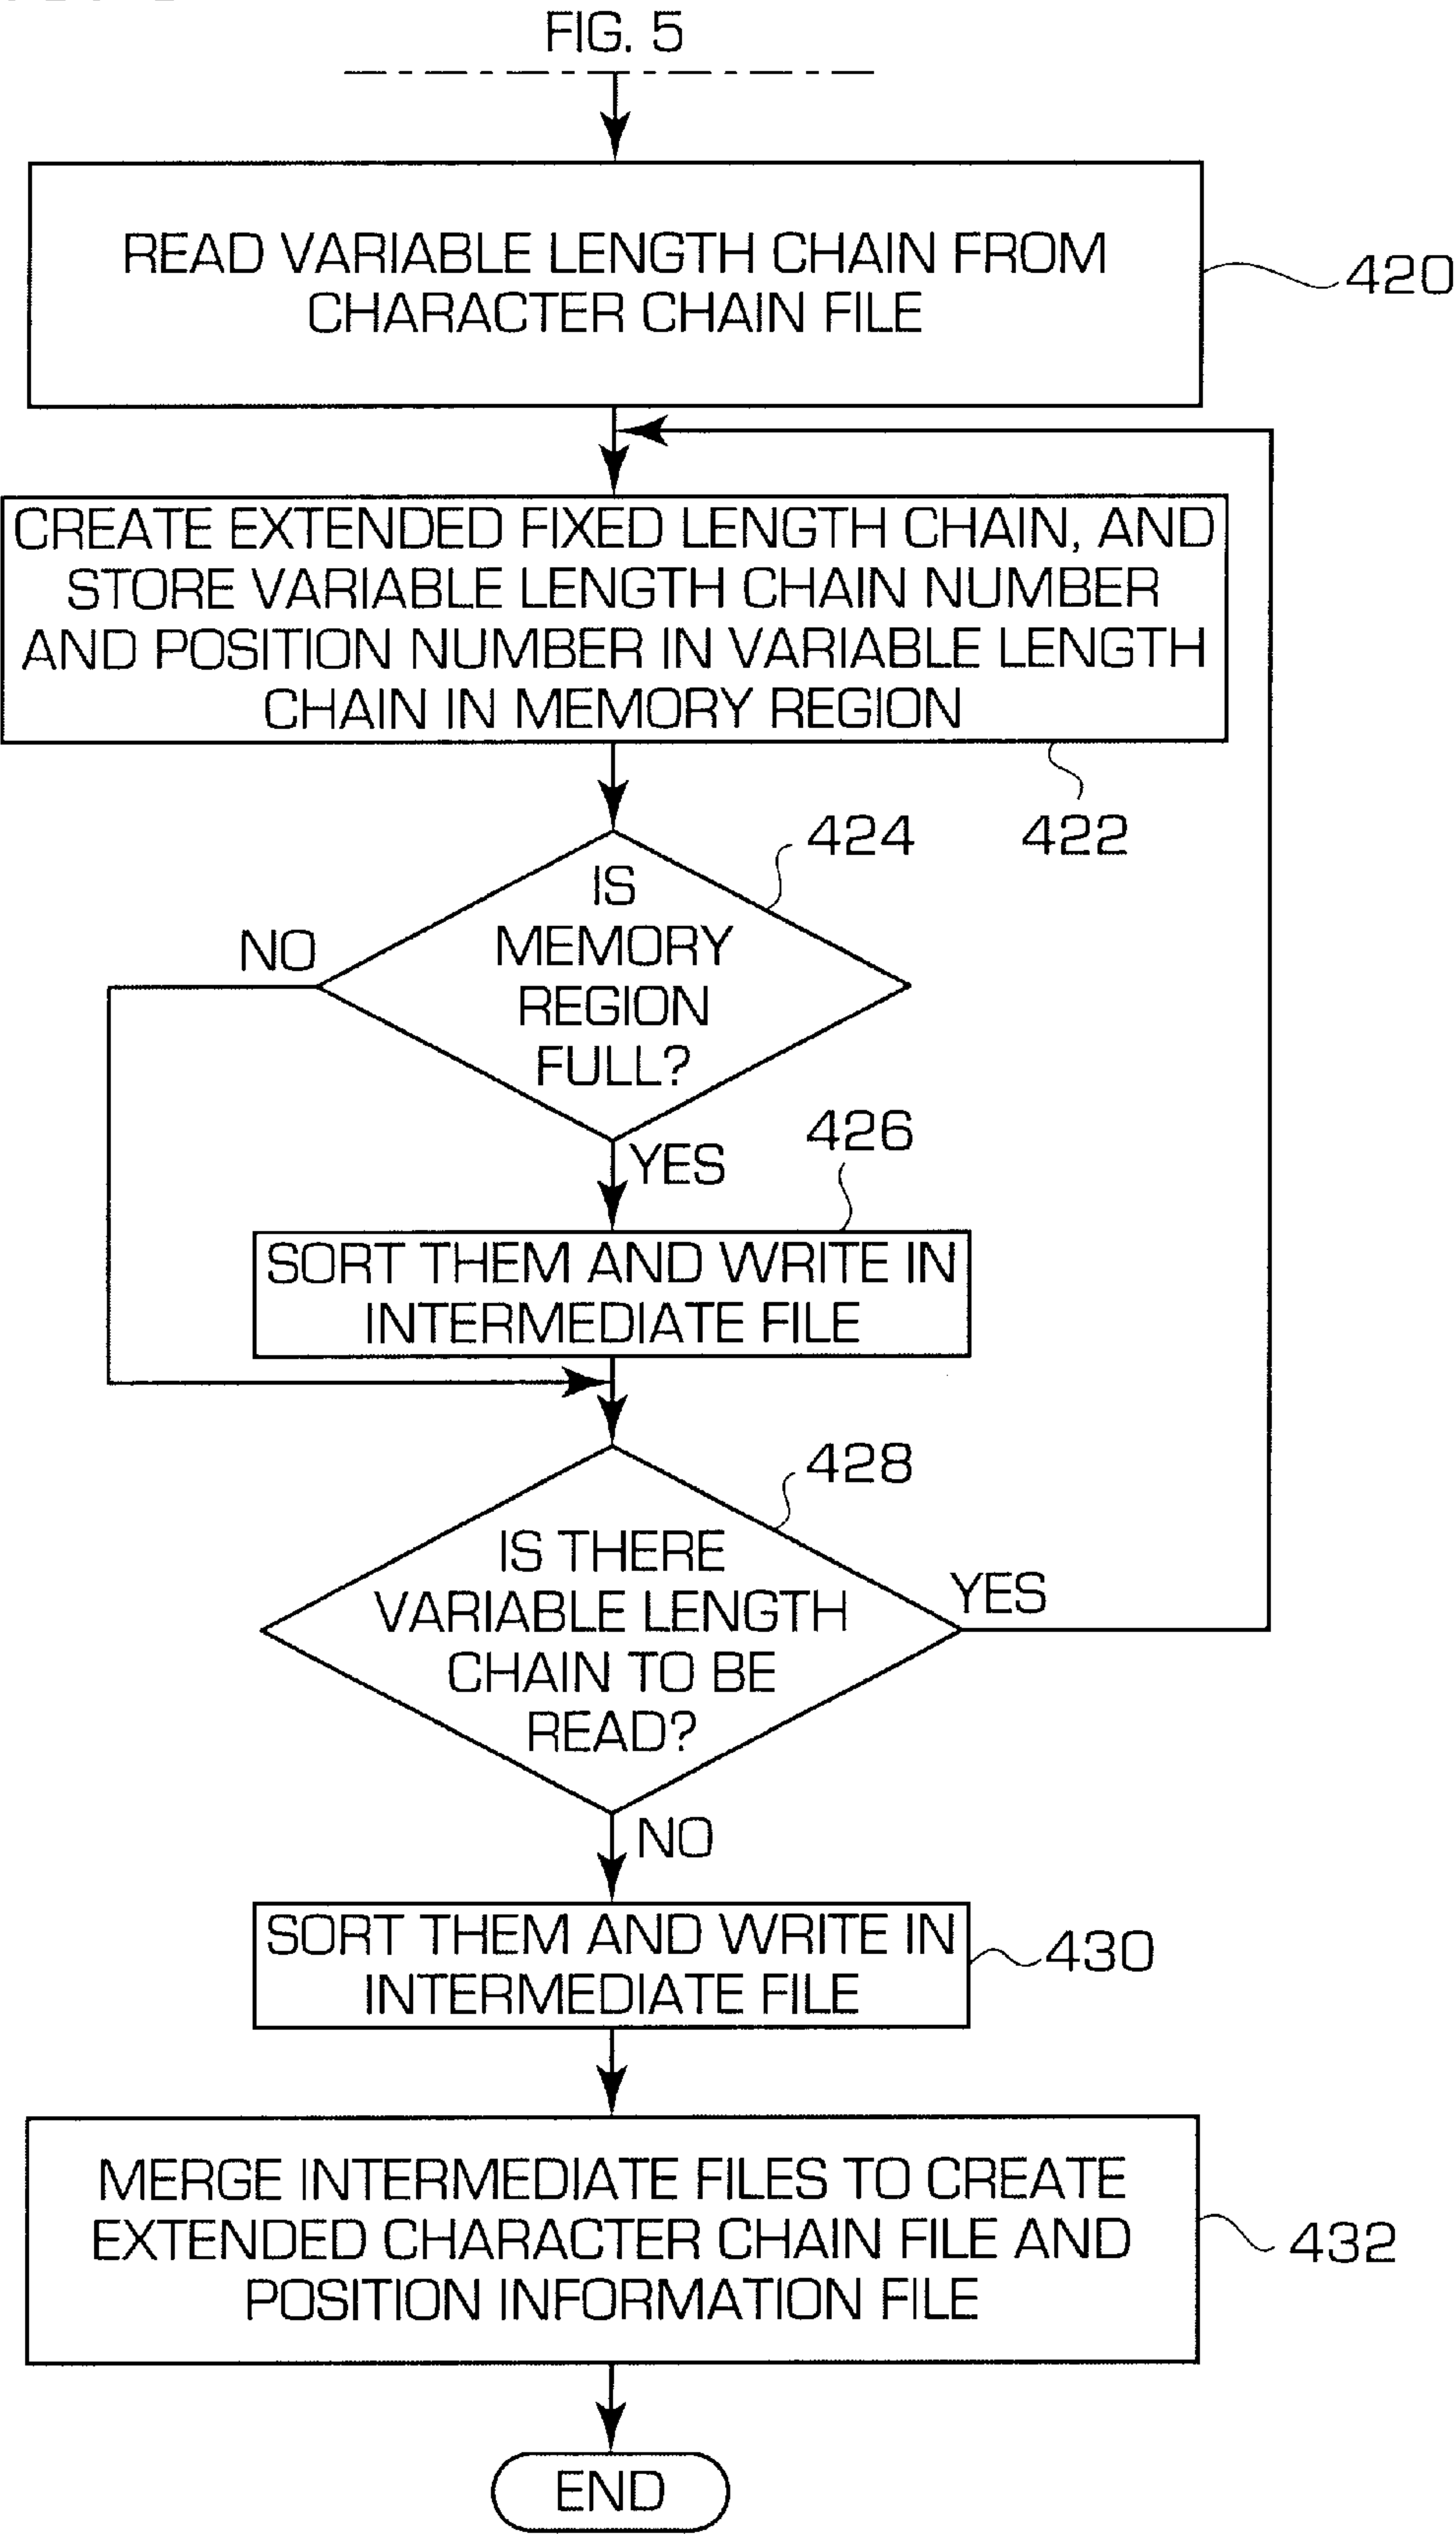 FIG. 5
READ VARIABLE LENGTH CHAIN FROM
CHARACTER CHAIN FILE
420
CREATE EXTENDED FIXED LENGTH CHAIN, AND
STORE VARIABLE LENGTH CHAIN NUMBER
AND POSITION NUMBER IN VARIABLE LENGTH
CHAIN IN MEMORY REGION
422
424
IS
MEMORY
REGION
FULL?
NO
YES
426
SORT THEM AND WRITE IN
INTERMEDIATE FILE
428
IS THERE
VARIABLE LENGTH
CHAIN TO BE
READ?
YES
NO
SORT THEM AND WRITE IN
INTERMEDIATE FILE
430
MERGE INTERMEDIATE FILES TO CREATE
EXTENDED CHARACTER CHAIN FILE AND
POSITION INFORMATION FILE
432
END